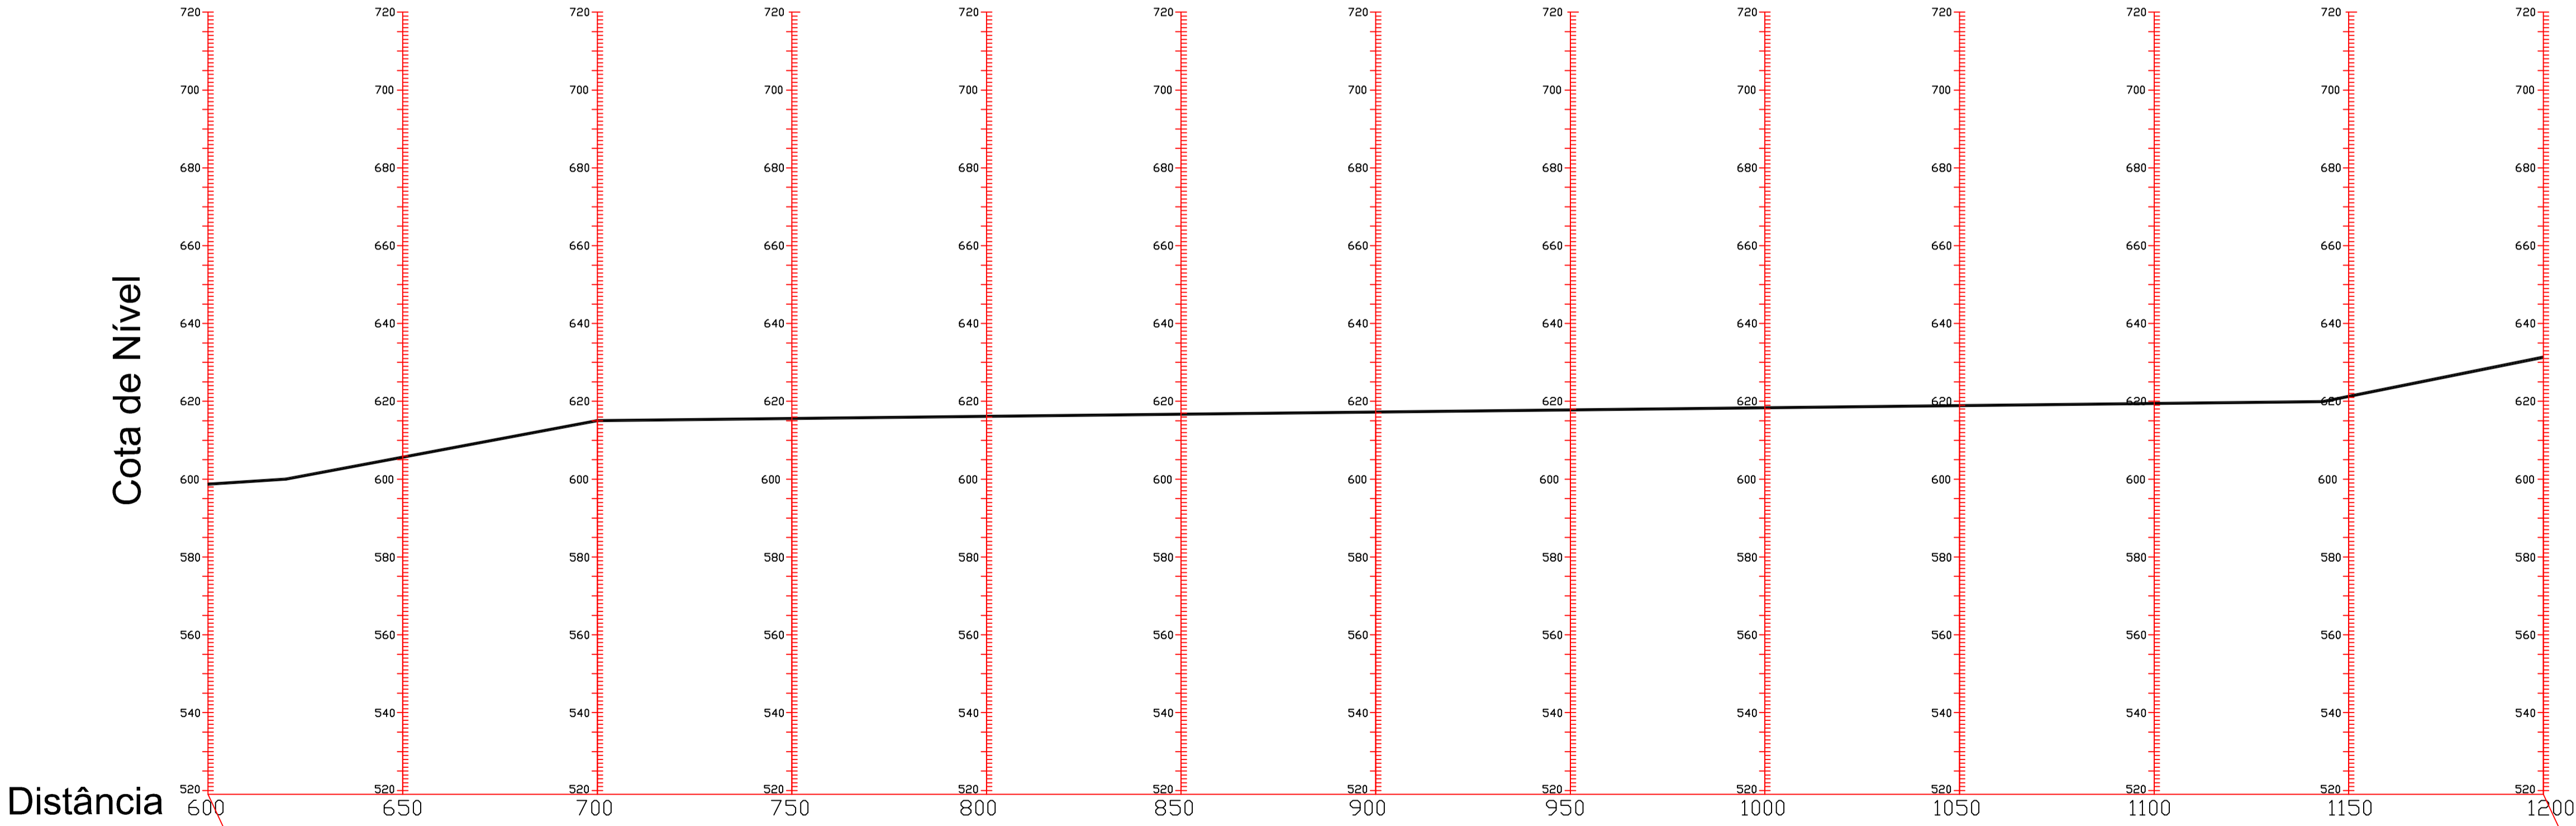 720 720 720 720 720 720 720 720 720 720 720 720 720
700 700 700 700 700 700 700 700 700 700 700 700 700
680 680 680 680 680 680 680 680 680 680 680 680 680
660 660 660 660 660 660 660 660 660 660 660 660 660
640 640 640 640 640 640 640 640 640 640 640 640 640
620 620 620 620 620 620 620 620 620 620 620 620 620
600 600 600 600 600 600 600 600 600 600 600 600 600
580 580 580 580 580 580 580 580 580 580 580 580 580
560 560 560 560 560 560 560 560 560 560 560 560 560
540 540 540 540 540 540 540 540 540 540 540 540 540
520 520 520 520 520 520 520 520 520 520 520 520 520
Cota de Nível
Distância 600 650 700 750 800 850 900 950 1000 1050 1100 1150 1200